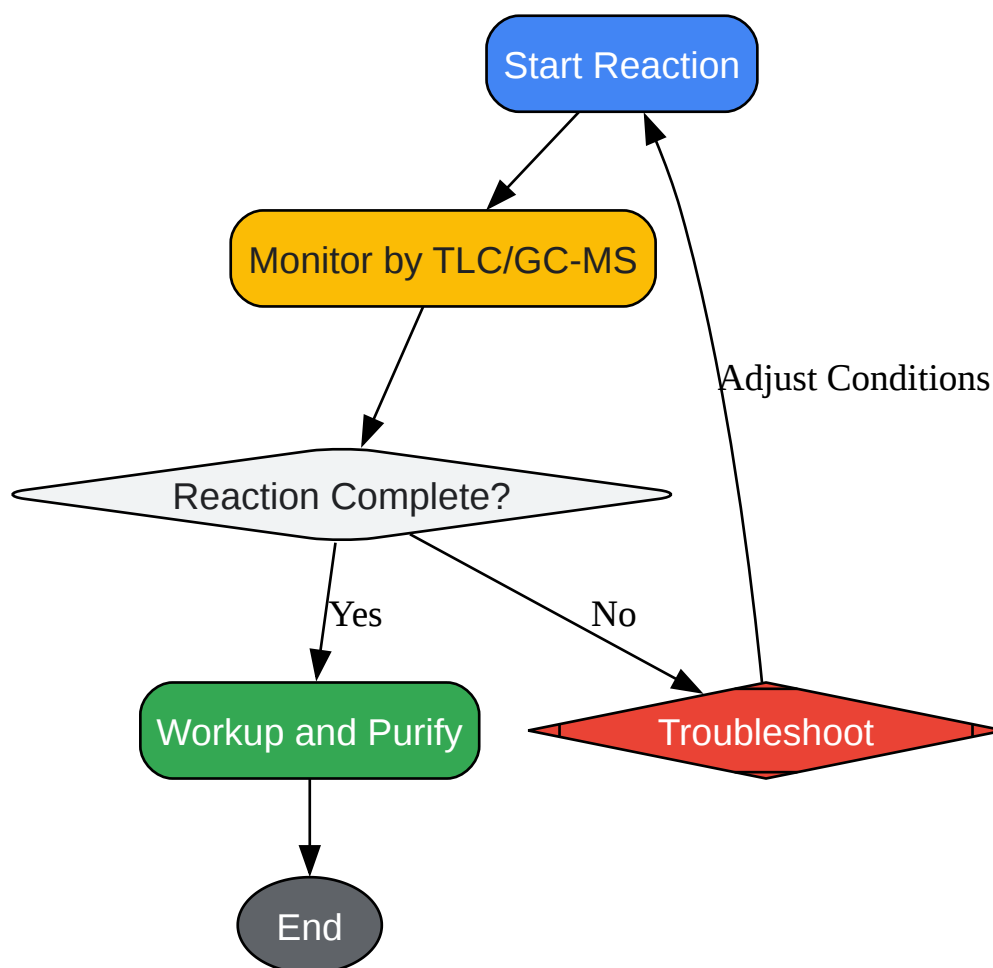 Start Reaction
Monitor by TLC/GC-MS
Adjust Conditions
Reaction Complete?
Yes
No
Workup and Purify
Troubleshoot
End